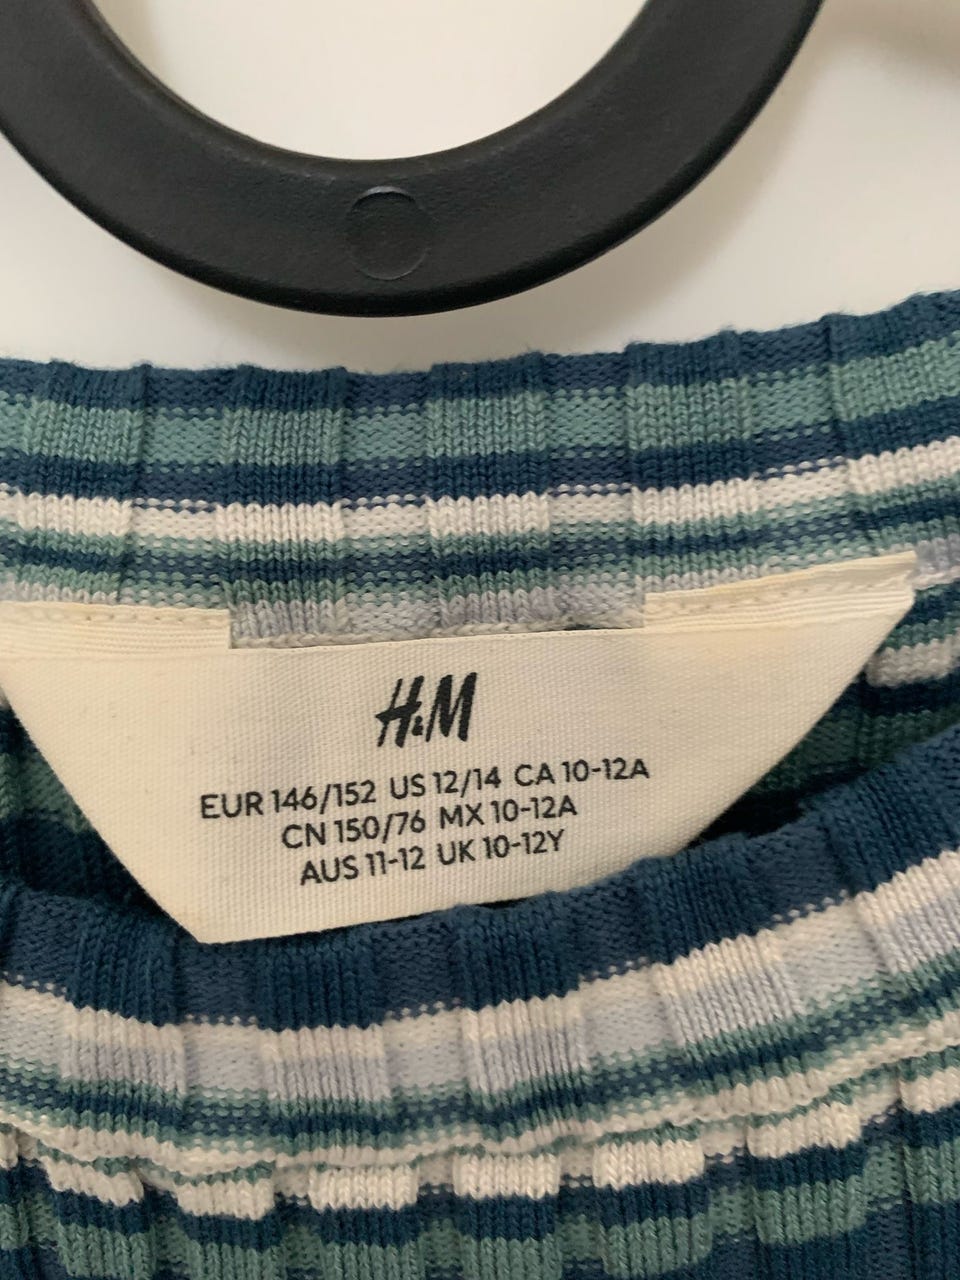 H&M
EUR 146/152 US 12/14 CA 10-12A
CN 150/76 MX 10-12A
AUS 11-12 UK 10-12Y